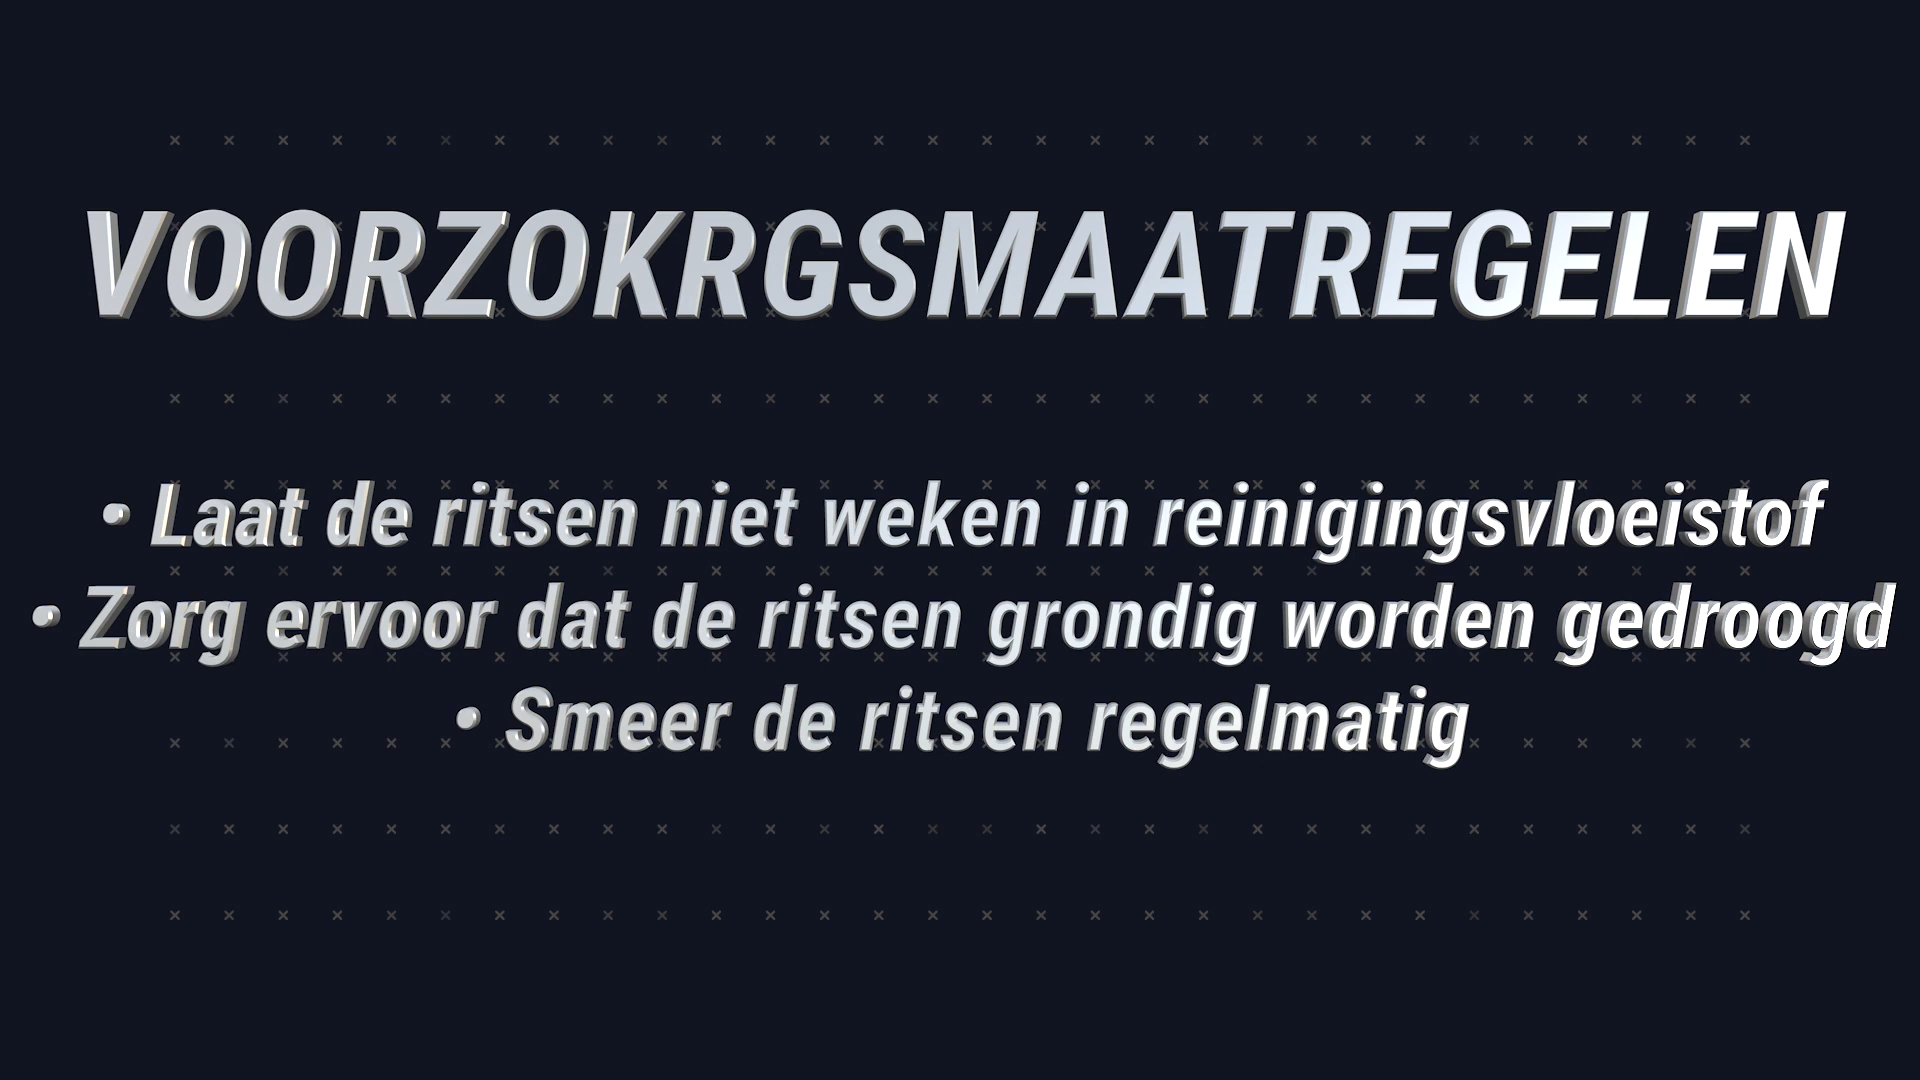 VOORZOKRGSMAATREGELEN
• Laat de ritsen niet weken in reinigingsvloeistof
• Zorg ervoor dat de ritsen grondig worden gedroogd
• Smeer de ritsen regelmatig